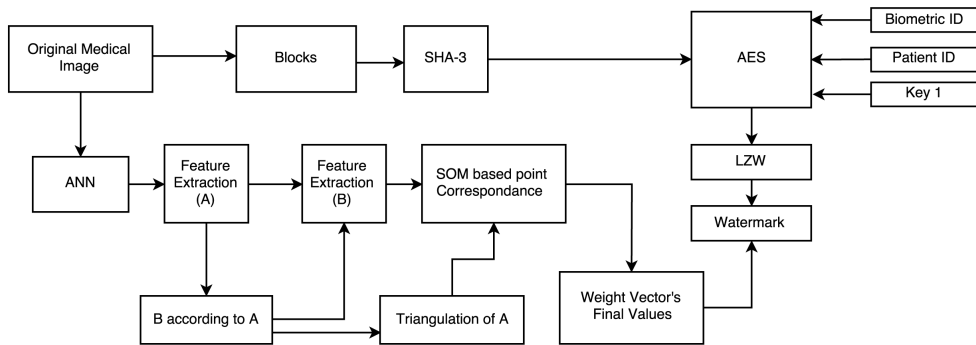 Original Medical
Image
Blocks
SHA-3
AES
Biometric ID
Patient ID
Key 1
ANN
Feature
Extraction
(A)
Feature
Extraction
(B)
SOM based point
Correspondance
LZW
Watermark
B according to A
Triangulation of A
Weight Vector's
Final Values